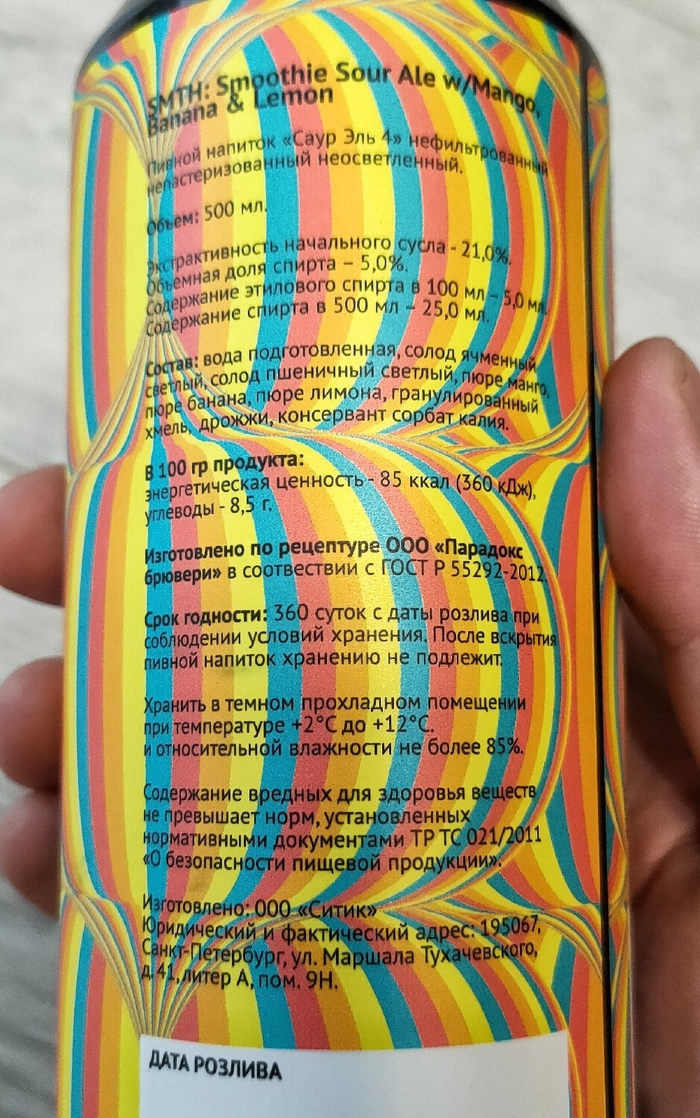 SMTH: Smoothie Sour Ale w/Mango,
Banana & Lemon
Пивной напиток «Саур Эль 4» нефильтрованный
непастеризованный неосветленный.
Объем: 500 мл.
Экстрактивность начального сусла - 21,0%.
Объемная доля спирта – 5,0%.
Содержание этилового спирта в 100 мл – 5,0 мл.
Содержание спирта в 500 мл – 25,0 мл.
Состав: вода подготовленная, солод ячменный
светлый, солод пшеничный светлый, пюре манго,
пюре банана, пюре лимона, гранулированный
хмель, дрожжи, консервант сорбат калия.
В 100 гр продукта:
энергетическая ценность - 85 ккал (360 кДж),
углеводы - 8,5 г.
Изготовлено по рецептуре ООО «Парадокс
брювери» в соотвествии с ГОСТ Р 55292-2012.
Срок годности: 360 суток с даты розлива при
соблюдении условий хранения. После вскрытия
пивной напиток хранению не подлежит.
Хранить в темном прохладном помещении
при температуре +2°C до +12°C.
и относительной влажности не более 85%.
Содержание вредных для здоровья веществ
не превышает норм, установленных
нормативными документами ТР ТС 021/2011
«О безопасности пищевой продукции».
Изготовлено: ООО «Ситик»
Юридический и фактический адрес: 195067,
Санкт-Петербург, ул. Маршала Тухачевского,
д. 41, литер А, пом. 9Н.
ДАТА РОЗЛИВА